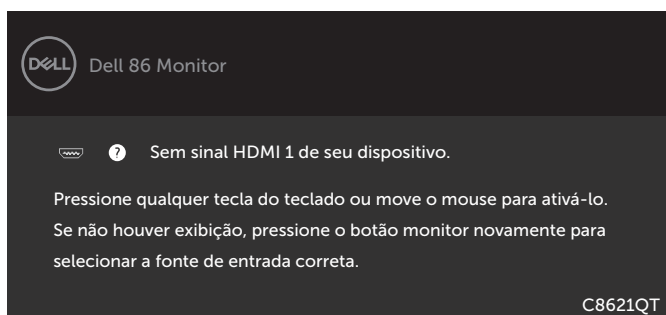 DELL
Dell 86 Monitor
? Sem sinal HDMI 1 de seu dispositivo.
Pressione qualquer tecla do teclado ou move o mouse para ativá-lo.
Se não houver exibição, pressione o botão monitor novamente para
selecionar a fonte de entrada correta.
C8621QT